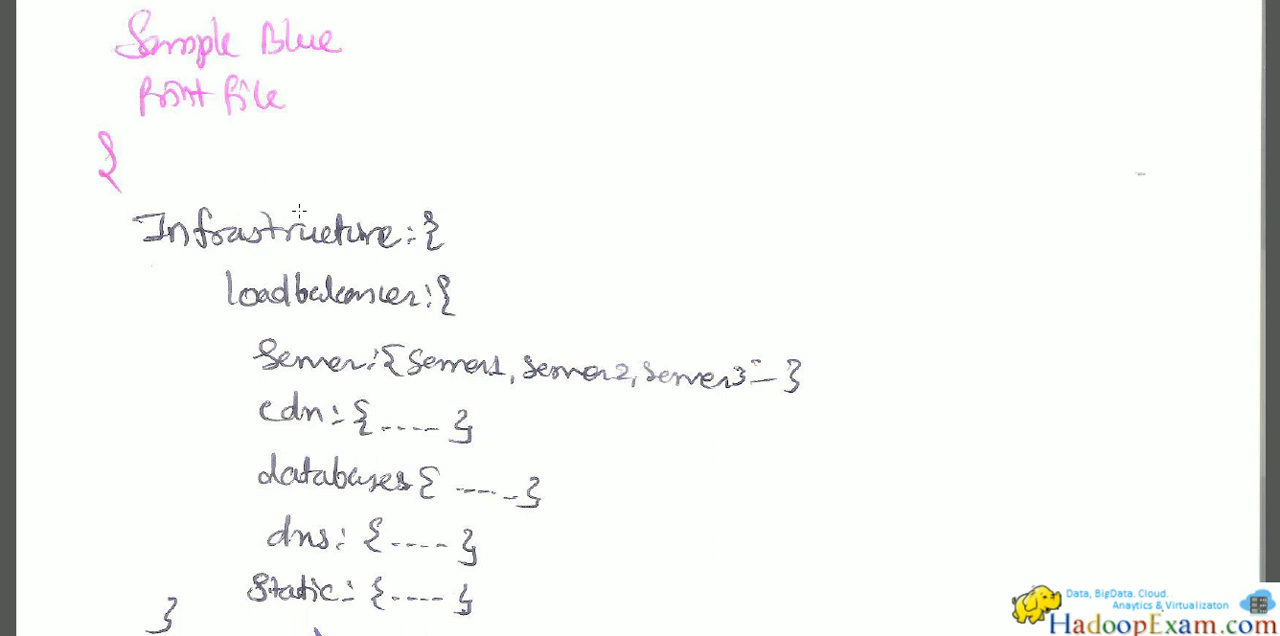 Sample Blue
Print File
{
Infrastructure:{
loadbalancer:{
Server:{Server1, Server2, Server3-- }
cdn:{.---- }
databases{ ----- }
dns: {.---- }
Static:{.---- }
}
Data, BigData. Cloud.
Anaytics & Virtualizaton
HadoopExam.com